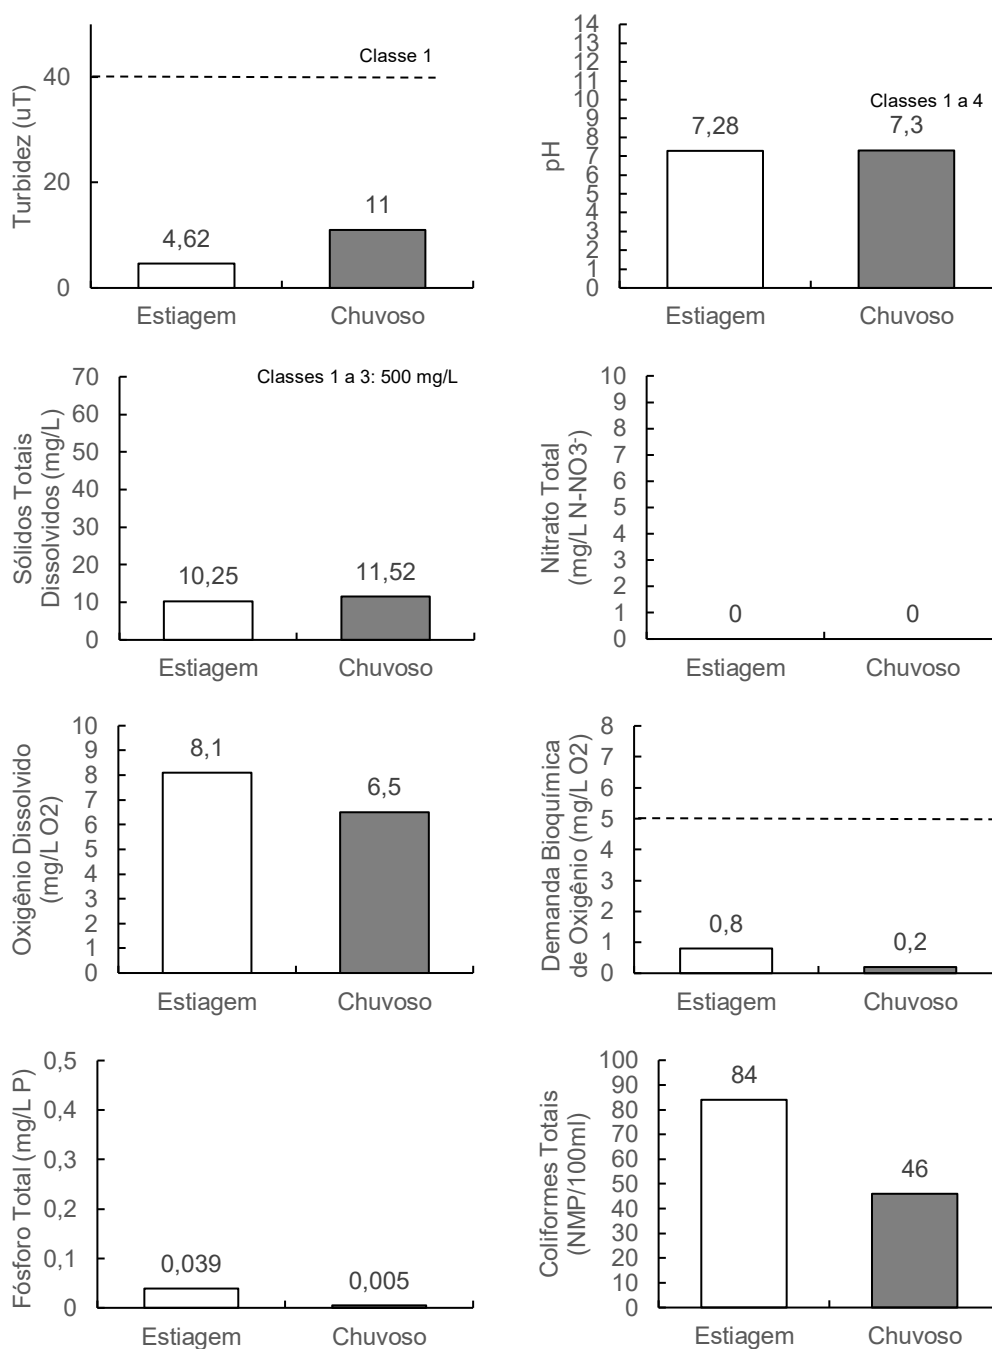 Turbidez (uT)
40
20
0
Classe 1
4,62
11
Estiagem
Chuvoso
pH
14
13
12
11
10
9
8
7
6
5
4
3
2
1
0
Classes 1 a 4
7,28
7,3
Estiagem
Chuvoso
Sólidos Totais
Dissolvidos (mg/L)
70
60
50
40
30
20
10
0
Classes 1 a 3: 500 mg/L
10,25
11,52
Estiagem
Chuvoso
Nitrato Total
(mg/L N-NO3-)
10
9
8
7
6
5
4
3
2
1
0
0
0
Estiagem
Chuvoso
Oxigênio Dissolvido
(mg/L O2)
10
9
8
7
6
5
4
3
2
1
0
8,1
6,5
Estiagem
Chuvoso
Demanda Bioquímica
de Oxigênio (mg/L O2)
8
7
6
5
4
3
2
1
0
0,8
0,2
Estiagem
Chuvoso
Fósforo Total (mg/L P)
0,5
0,4
0,3
0,2
0,1
0
0,039
0,005
Estiagem
Chuvoso
Coliformes Totais
(NMP/100ml)
100
90
80
70
60
50
40
30
20
10
0
84
46
Estiagem
Chuvoso